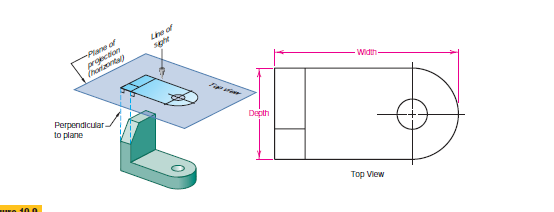 Plane of
projection
(horizontal)
Line of
sight
Top View
Perpendicular
to plane
Width
Depth
Top View